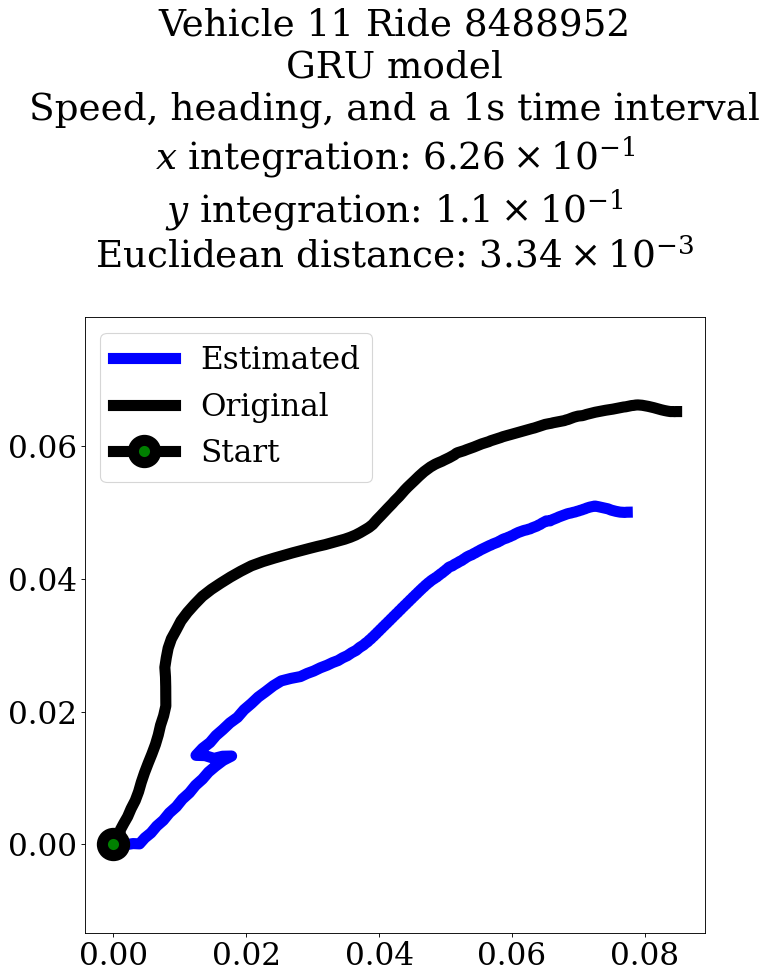 Vehicle 11 Ride 8488952
GRU model
Speed, heading, and a 1s time interval
x integration: 6.26 × 10⁻¹
y integration: 1.1 × 10⁻¹
Euclidean distance: 3.34 × 10⁻³
Estimated
Original
Start
0.06
0.04
0.02
0.00
0.00 0.02 0.04 0.06 0.08